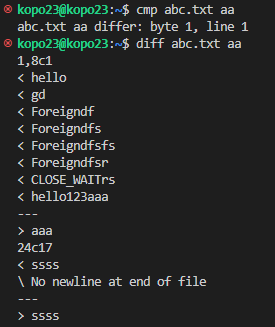 kopo23@kopo23:~$ cmp abc.txt aa
abc.txt aa differ: byte 1, line 1
kopo23@kopo23:~$ diff abc.txt aa
1,8c1
< hello
< gd
< Foreigndf
< Foreigndfs
< Foreigndfsfs
< Foreigndfsr
< CLOSE_WAITrs
< hello123aaa
---
> aaa
24c17
< ssss
\ No newline at end of file
---
> ssss